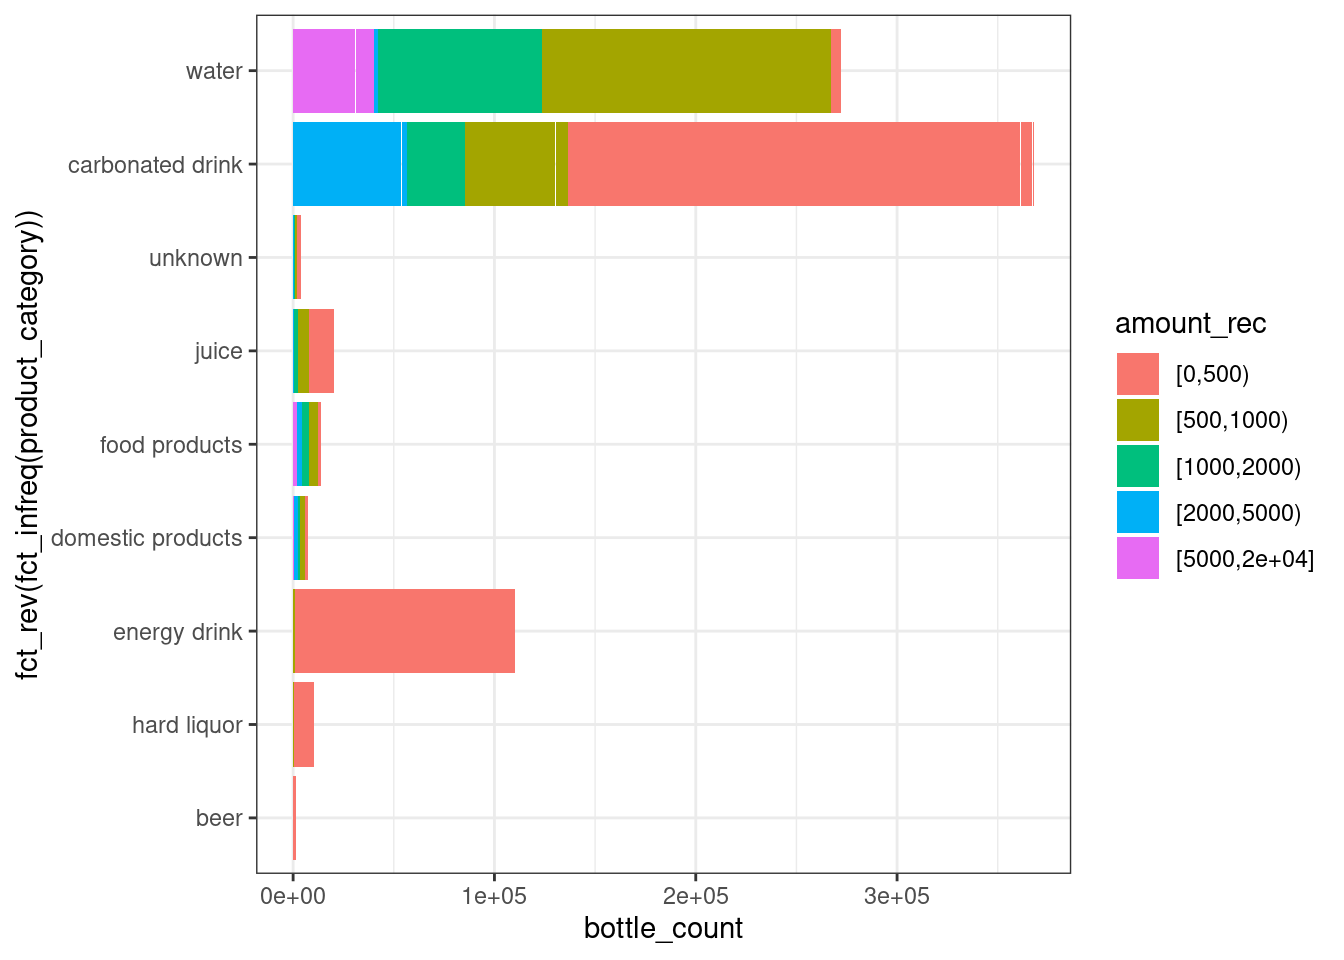 fct_rev(fct_infreq(product_category))
water
carbonated drink
unknown
juice
food products
domestic products
energy drink
hard liquor
beer
0e+00
1e+05
2e+05
3e+05
bottle_count
amount_rec
[0,500)
[500,1000)
[1000,2000)
[2000,5000)
[5000,2e+04]